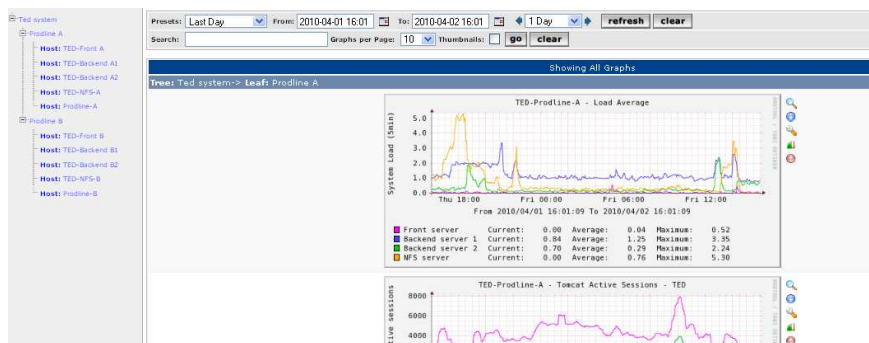 Ted system
Prodline A
Host: TED-Front A
Host: TED-Backend A1
Host: TED-Backend A2
Host: TED-NFS-A
Host: Prodline-A
Prodline B
Host: TED-Front B
Host: TED-Backend B1
Host: TED-Backend B2
Host: TED-NFS-B
Host: Prodline-B
Presets: Last Day From: 2010-04-01 16:01 To: 2010-04-02 16:01 1 Day refresh clear
Search: Graphs per Page: 10 Thumbnails: go clear
Showing All Graphs
Tree: Ted system-> Leaf: Prodline A
TED-Prodline-A - Load Average
System Load (5min)
5.0
4.0
3.0
2.0
1.0
0.0
Thu 18:00 Fri 00:00 Fri 06:00 Fri 12:00
From 2010/04/01 16:01:09 To 2010/04/02 16:01:09
Front server Current: 0.00 Average: 0.04 Maximum: 0.52
Backend server 1 Current: 0.84 Average: 1.25 Maximum: 3.35
Backend server 2 Current: 0.70 Average: 0.29 Maximum: 2.24
NFS server Current: 0.00 Average: 0.76 Maximum: 5.30
TED-Prodline-A - Tomcat Active Sessions - TED
sessions
8000
6000
4000